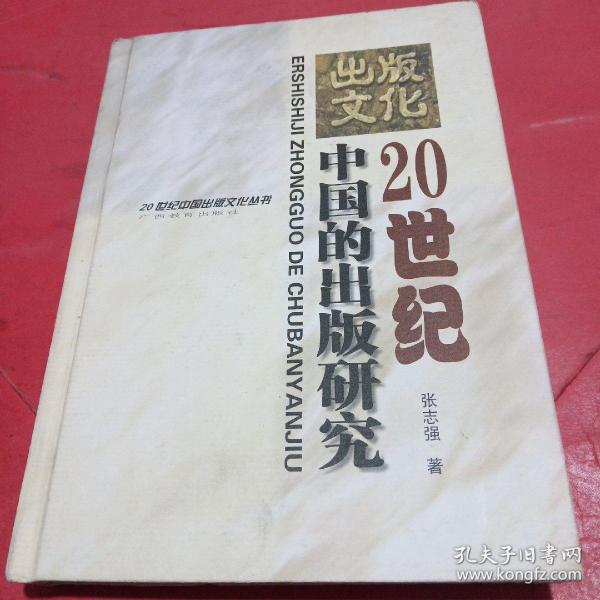 出版
文化
20世纪
中国的出版研究
ERSHISHIJI ZHONGGUO DE CHUBANYANJIU
20世纪中国出版文化丛书
广西教育出版社
张志强 著
孔夫子旧书网
www.kongfz.com